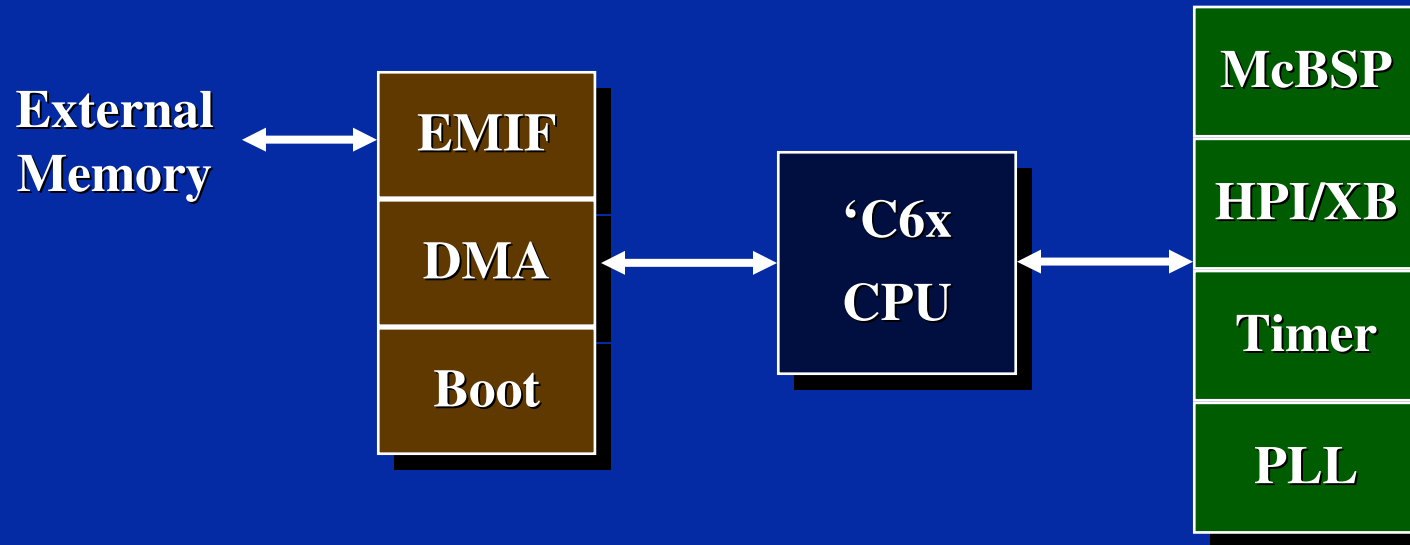 External
Memory
EMIF
DMA
Boot
‘C6x
CPU
McBSP
HPI/XB
Timer
PLL